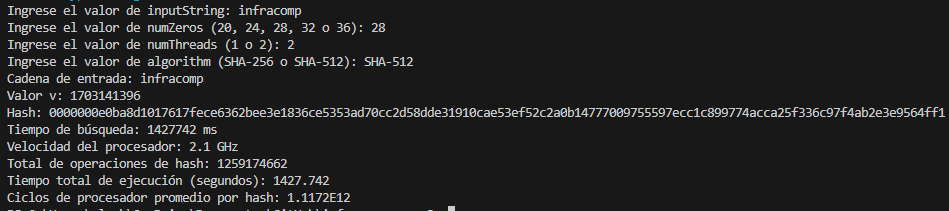 Ingrese el valor de inputString: infracomp
Ingrese el valor de numZeros (20, 24, 28, 32 o 36): 28
Ingrese el valor de numThreads (1 o 2): 2
Ingrese el valor de algorithm (SHA-256 o SHA-512): SHA-512
Cadena de entrada: infracomp
Valor v: 1703141396
Hash: 0000000e0ba8d1017617fece6362bee3e1836ce5353ad70cc2d58dde31910cae53ef52c2a0b14777009755597ecc1c899774acca25f336c97f4ab2e3e9564ff1
Tiempo de búsqueda: 1427742 ms
Velocidad del procesador: 2.1 GHz
Total de operaciones de hash: 1259174662
Tiempo total de ejecución (segundos): 1427.742
Ciclos de procesador promedio por hash: 1.1172E12